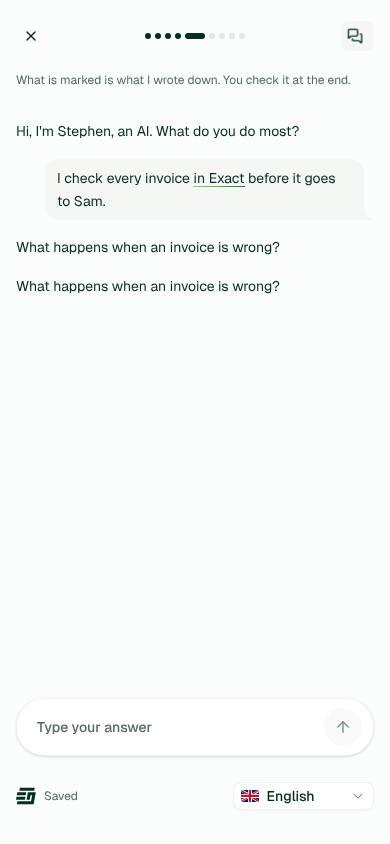 What is marked is what I wrote down. You check it at the end.
Hi, I'm Stephen, an AI. What do you do most?
I check every invoice in Exact before it goes
to Sam.
What happens when an invoice is wrong?
What happens when an invoice is wrong?
Type your answer
Saved
English